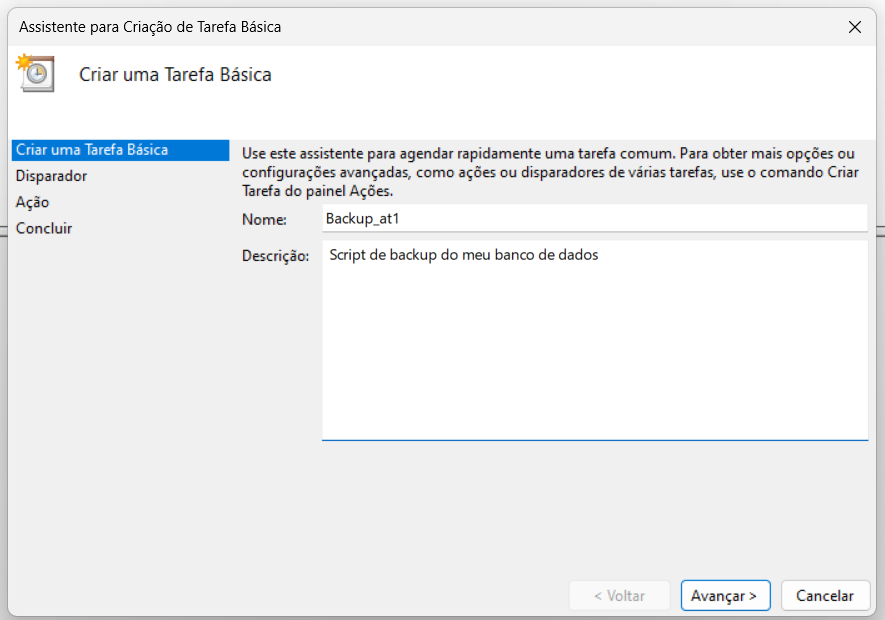 Assistente para Criação de Tarefa Básica
Criar uma Tarefa Básica
Criar uma Tarefa Básica
Disparador
Ação
Concluir
Use este assistente para agendar rapidamente uma tarefa comum. Para obter mais opções ou
configurações avançadas, como ações ou disparadores de várias tarefas, use o comando Criar
Tarefa do painel Ações.
Nome: Backup_at1
Descrição: Script de backup do meu banco de dados
< Voltar Avançar > Cancelar